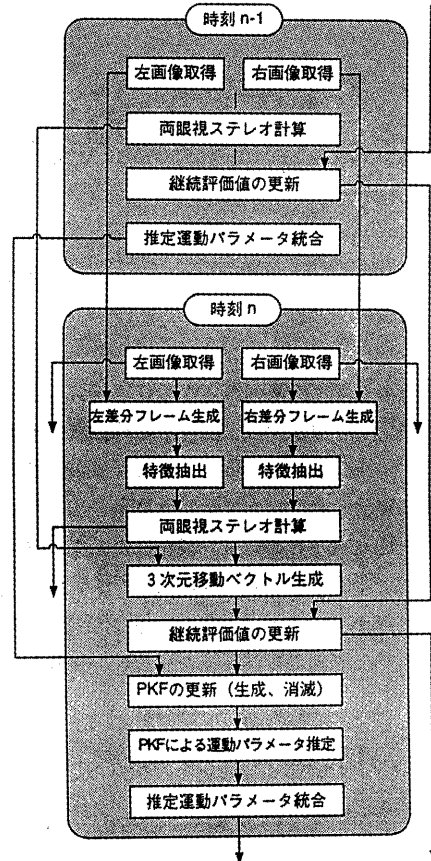 時刻 n-1
左画像取得 右画像取得
両眼視ステレオ計算
継続評価値の更新
推定運動パラメータ統合
時刻 n
左画像取得 右画像取得
左差分フレーム生成 右差分フレーム生成
特徴抽出 特徴抽出
両眼視ステレオ計算
3次元移動ベクトル生成
継続評価値の更新
PKFの更新（生成、消滅）
PKFによる運動パラメータ推定
推定運動パラメータ統合